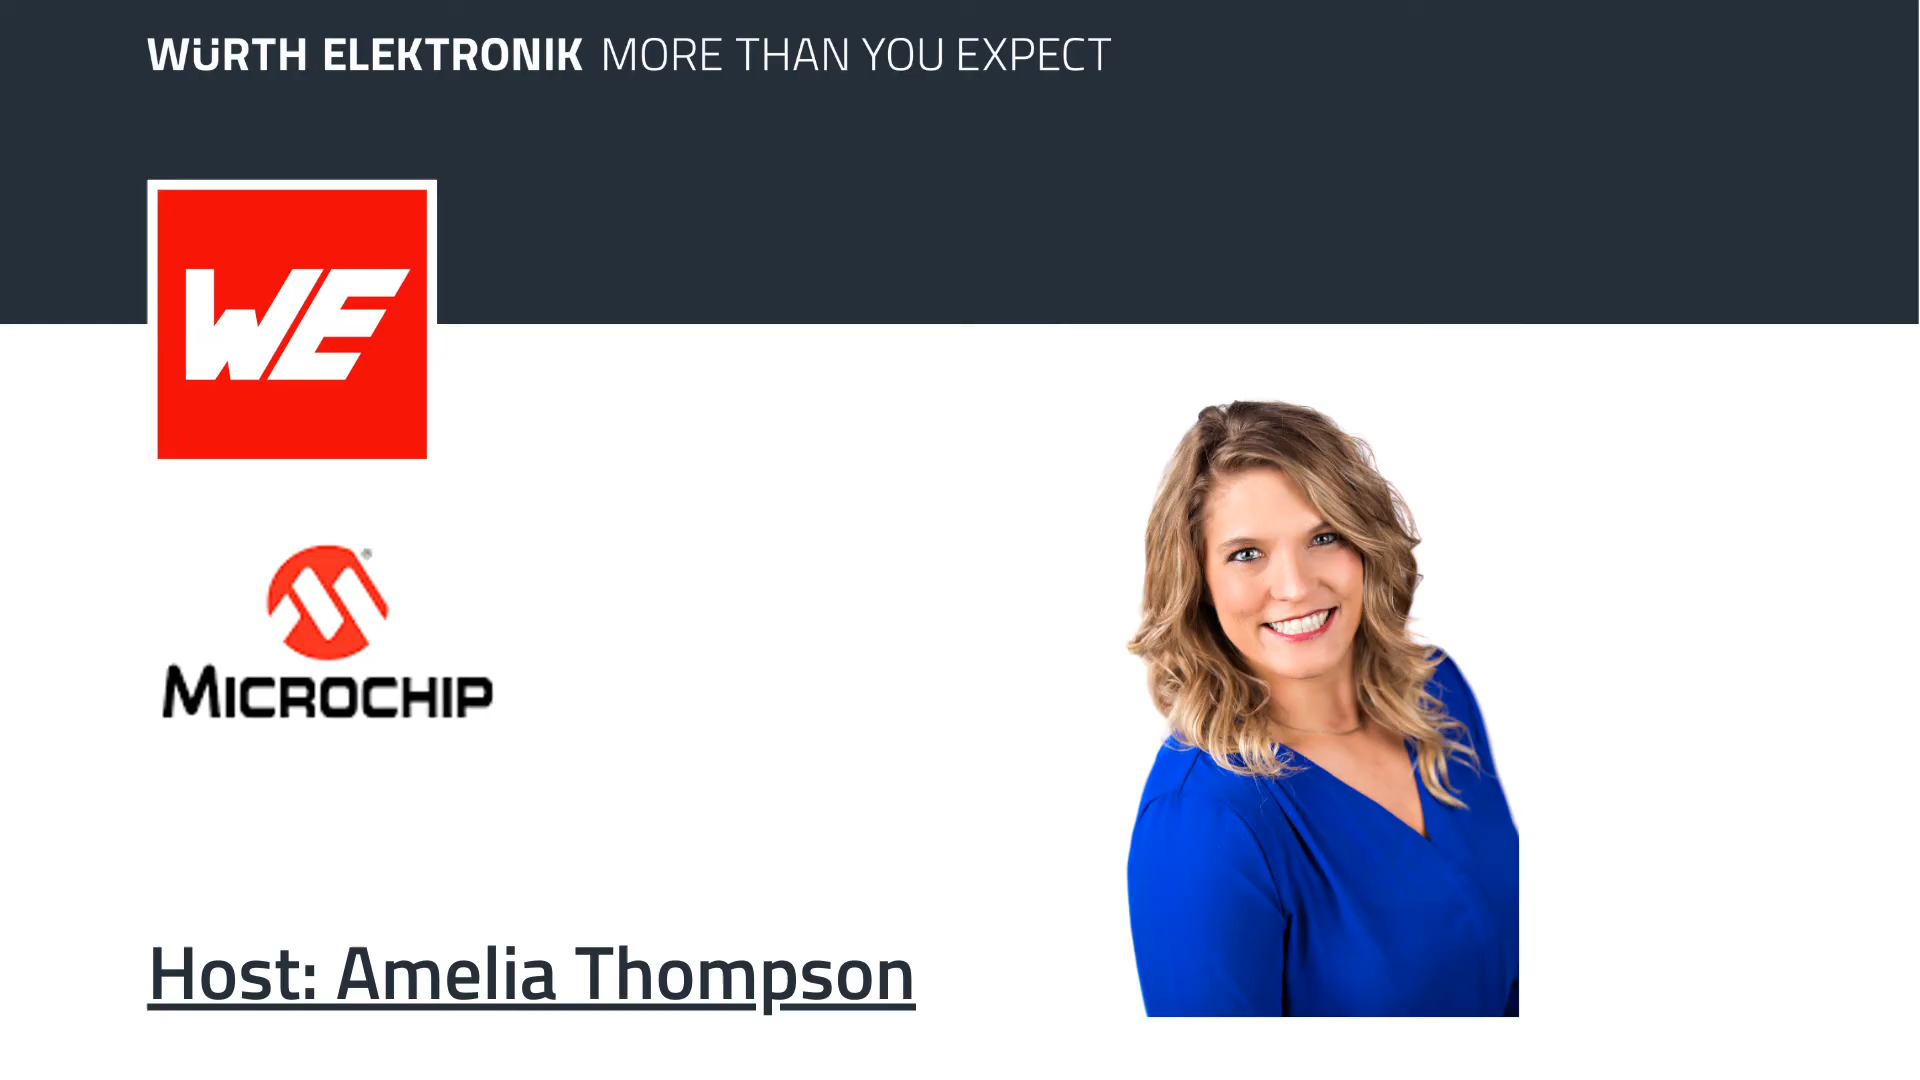 WÜRTH ELEKTRONIK MORE THAN YOU EXPECT
WE
MICROCHIP
Host: Amelia Thompson